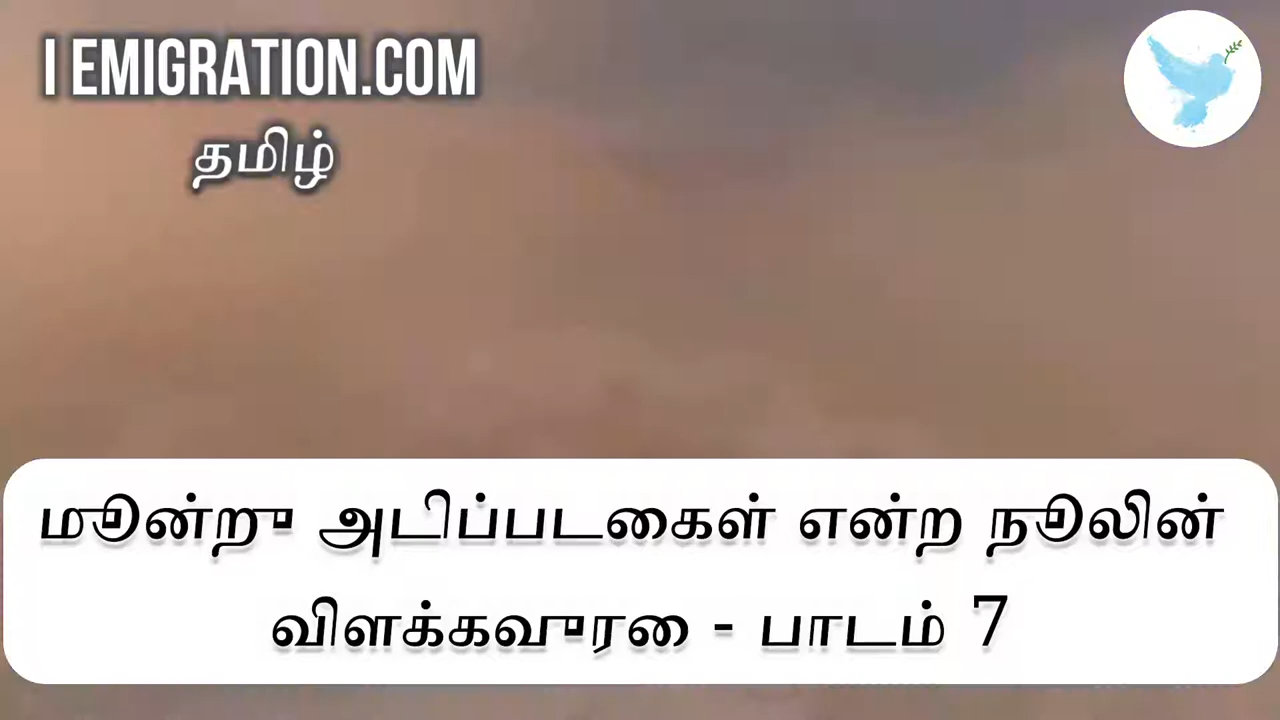 I EMIGRATION.COM
தமிழ்
மூன்று அடிப்படைகள் என்ற நூலின்
விளக்கவுரை - பாடம் 7